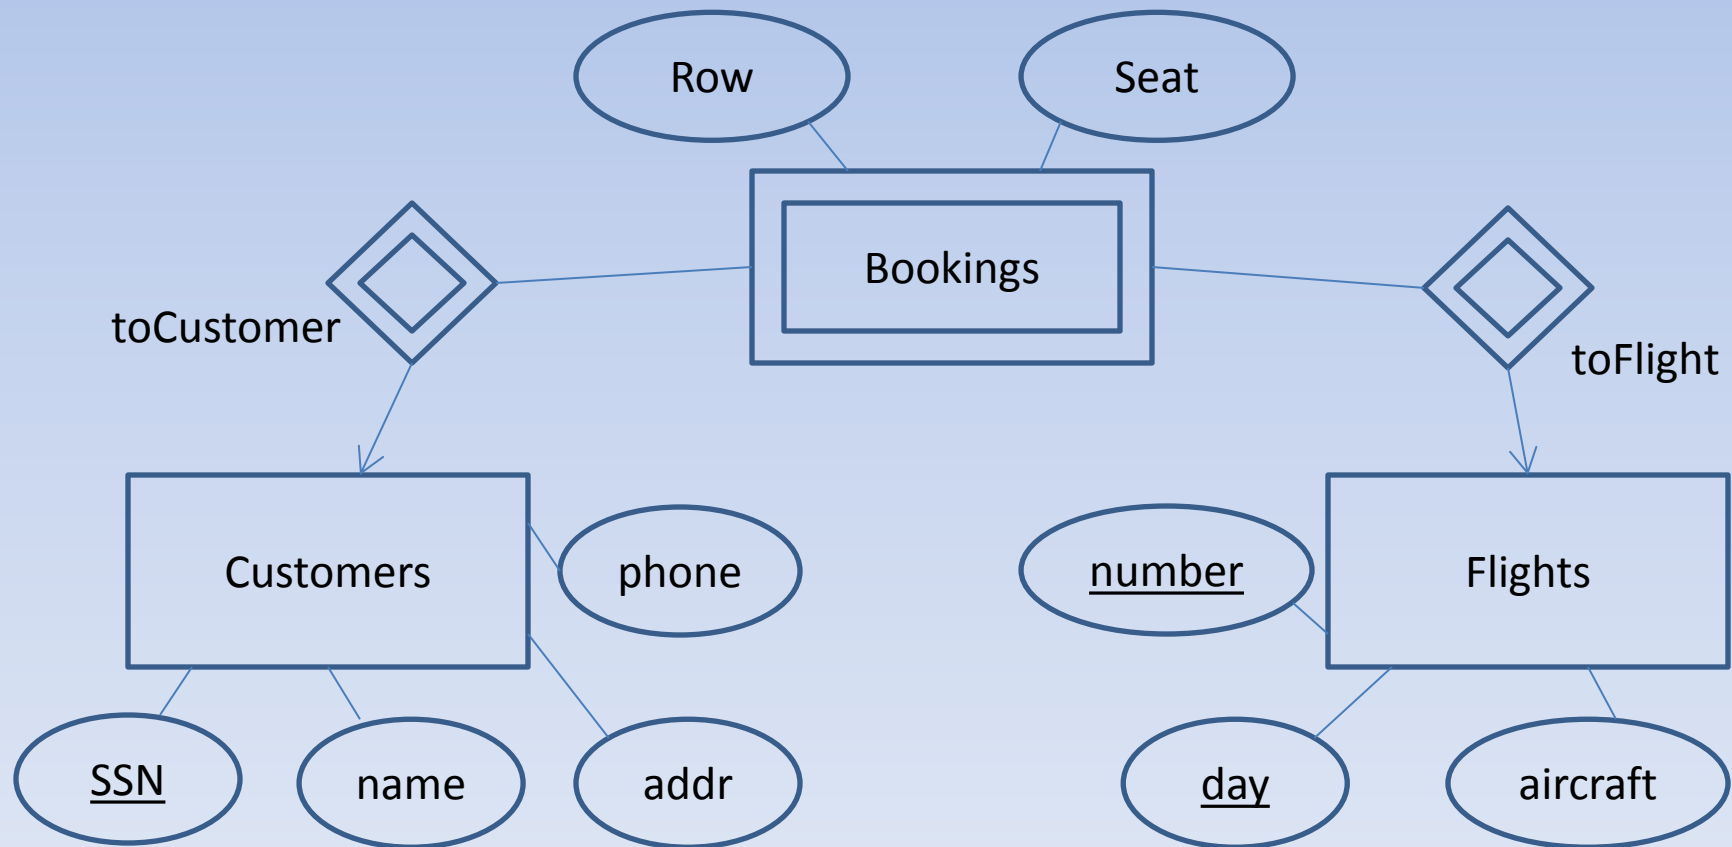 Row
Seat
Bookings
toCustomer
toFlight
Customers
phone
number
Flights
SSN
name
addr
day
aircraft